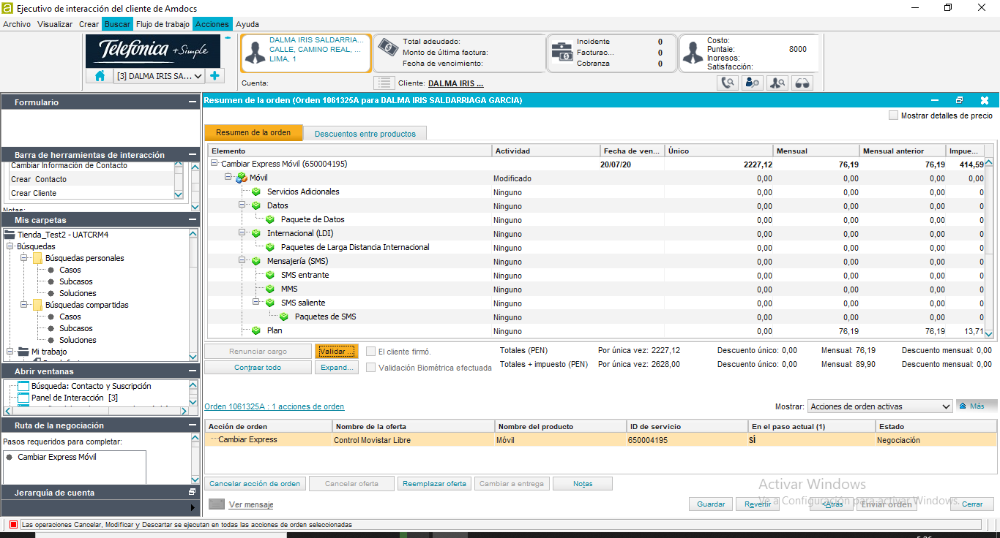 Ejecutivo de interacción del cliente de Amdocs
Archivo Visualizar Crear Buscar Flujo de trabajo Acciones Ayuda
Telefónica +Simple
[3] DALMA IRIS SA...
DALMA IRIS SALDARRIA...
CALLE, CAMINO REAL, ...
LIMA, 1
Total adeudado:
Monto de última factura:
Fecha de vencimiento:
Incidente 0
Facturac... 0
Cobranza 0
Costo:
Puntaie: 8000
Ingresos:
Satisfacción:
Cuenta:
Cliente: DALMA IRIS ...
Formulario
Barra de herramientas de interacción
Cambiar Información de Contacto
Crear Contacto
Crear Cliente
Notas:
Mis carpetas
Tienda_Test2 - UATCRM4
Búsquedas
Búsquedas personales
Casos
Subcasos
Soluciones
Búsquedas compartidas
Casos
Subcasos
Soluciones
Mi trabajo
Abrir ventanas
Búsqueda: Contacto y Suscripción
Panel de Interacción [3]
Ruta de la negociación
Pasos requeridos para completar:
Cambiar Express Móvil
Jerarquía de cuenta
Resumen de la orden (Orden 1061325A para DALMA IRIS SALDARRIAGA GARCIA)
Mostrar detalles de precio
Resumen de la orden Descuentos entre productos
Elemento Actividad Fecha de ven... Único Mensual Mensual anterior Impue...
Cambiar Express Móvil (650004195) 20/07/20 2227,12 76,19 76,19 414,59
Móvil Modificado 0,00 0,00 0,00 0,00
Servicios Adicionales Ninguno 0,00 0,00 0,00 0
Datos Ninguno 0,00 0,00 0,00 0
Paquete de Datos Ninguno 0,00 0,00 0,00 0
Internacional (LDI) Ninguno 0,00 0,00 0,00 0
Paquetes de Larga Distancia Internacional Ninguno 0,00 0,00 0,00 0
Mensajería (SMS) Ninguno 0,00 0,00 0,00 0
SMS entrante Ninguno 0,00 0,00 0,00 0
MMS Ninguno 0,00 0,00 0,00 0
SMS saliente Ninguno 0,00 0,00 0,00 0
Paquetes de SMS Ninguno 0,00 0,00 0,00 0
Plan Ninguno 0,00 76,19 76,19 13,71
Renunciar cargo Validar ... El cliente firmó. Totales (PEN) Por única vez: 2227,12 Descuento único: 0,00 Mensual: 76,19 Descuento mensual: 0,00
Contraer todo Expand... Validación Biométrica efectuada Totales + impuesto (PEN) Por única vez: 2628,00 Descuento único: 0,00 Mensual: 89,90 Descuento mensual: 0,00
Orden 1061325A : 1 acciones de orden Mostrar: Acciones de orden activas Más
Acción de orden Nombre de la oferta Nombre del producto ID de servicio En el paso actual (1) Estado
Cambiar Express Control Movistar Libre Móvil 650004195 SÍ Negociación
Cancelar acción de orden Cancelar oferta Reemplazar oferta Cambiar a entrega Notas
Activar Windows
Ve a Configuración para activar Windows.
Ver mensaje Guardar Revertir <Atrás Enviar orden Cerrar
Las operaciones Cancelar, Modificar y Descartar se ejecutan en todas las acciones de orden seleccionadas